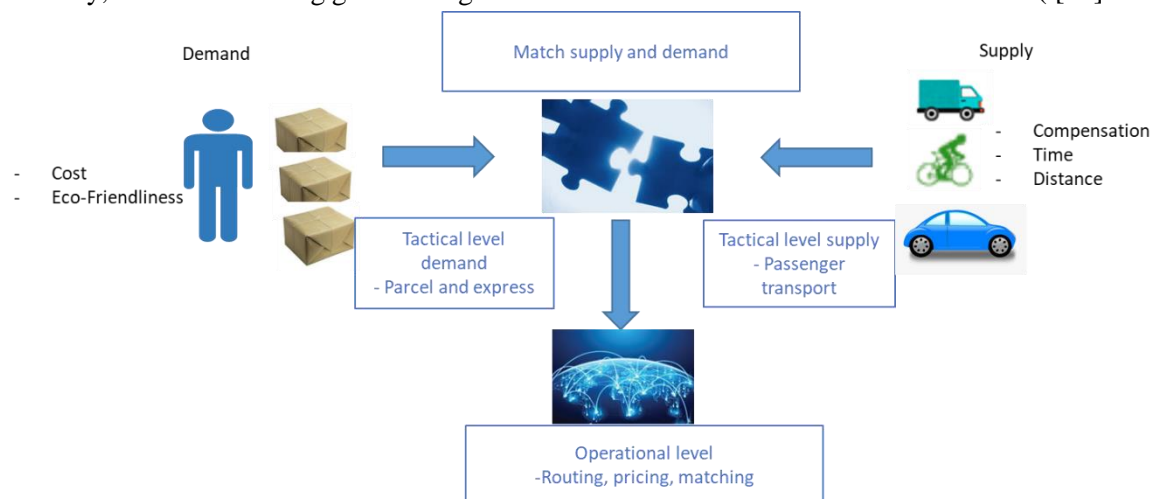 Match supply and demand
Demand
Supply
- Cost
- Eco-Friendliness
- Compensation
- Time
- Distance
Tactical level
demand
- Parcel and express
Tactical level supply
- Passenger
transport
Operational level
-Routing, pricing, matching